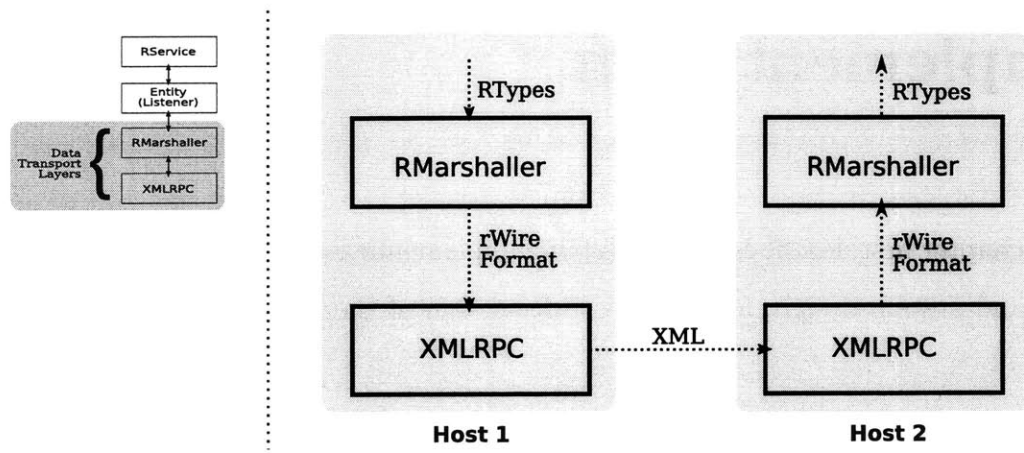 RService
Entity
(Listener)
RMarshaller
XMLRPC
Data
Transport
Layers
RTypes
RMarshaller
rWire
Format
XMLRPC
Host 1
XML
RTypes
RMarshaller
rWire
Format
XMLRPC
Host 2